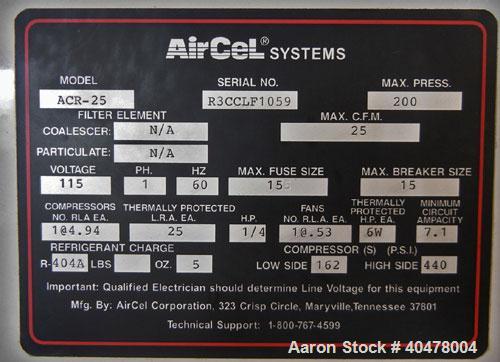 AirCel® SYSTEMS
MODEL SERIAL NO. MAX. PRESS.
ACR-25 R3CCLF1059 200
FILTER ELEMENT MAX. C.F.M.
COALESCER: N/A 25
PARTICULATE: N/A
VOLTAGE PH. HZ MAX. FUSE SIZE MAX. BREAKER SIZE
115 1 60 15 15
COMPRESSORS THERMALLY PROTECTED FANS THERMALLY PROTECTED MINIMUM CIRCUIT
NO. RLA EA. L.R.A. EA. H.P. NO. R.L.A. EA. H.P. EA. AMPACITY
1@4.94 25 1/4 1@.53 6W 7.1
REFRIGERANT CHARGE COMPRESSOR (S) (P.S.I.)
R-404A LBS OZ. 5 LOW SIDE 162 HIGH SIDE 440
Important: Qualified Electrician should determine Line Voltage for this equipment
Mfg. By: AirCel Corporation, 323 Crisp Circle, Maryville,Tennessee 37801
Technical Support: 1-800-767-4599
Aaron Stock # 40478004